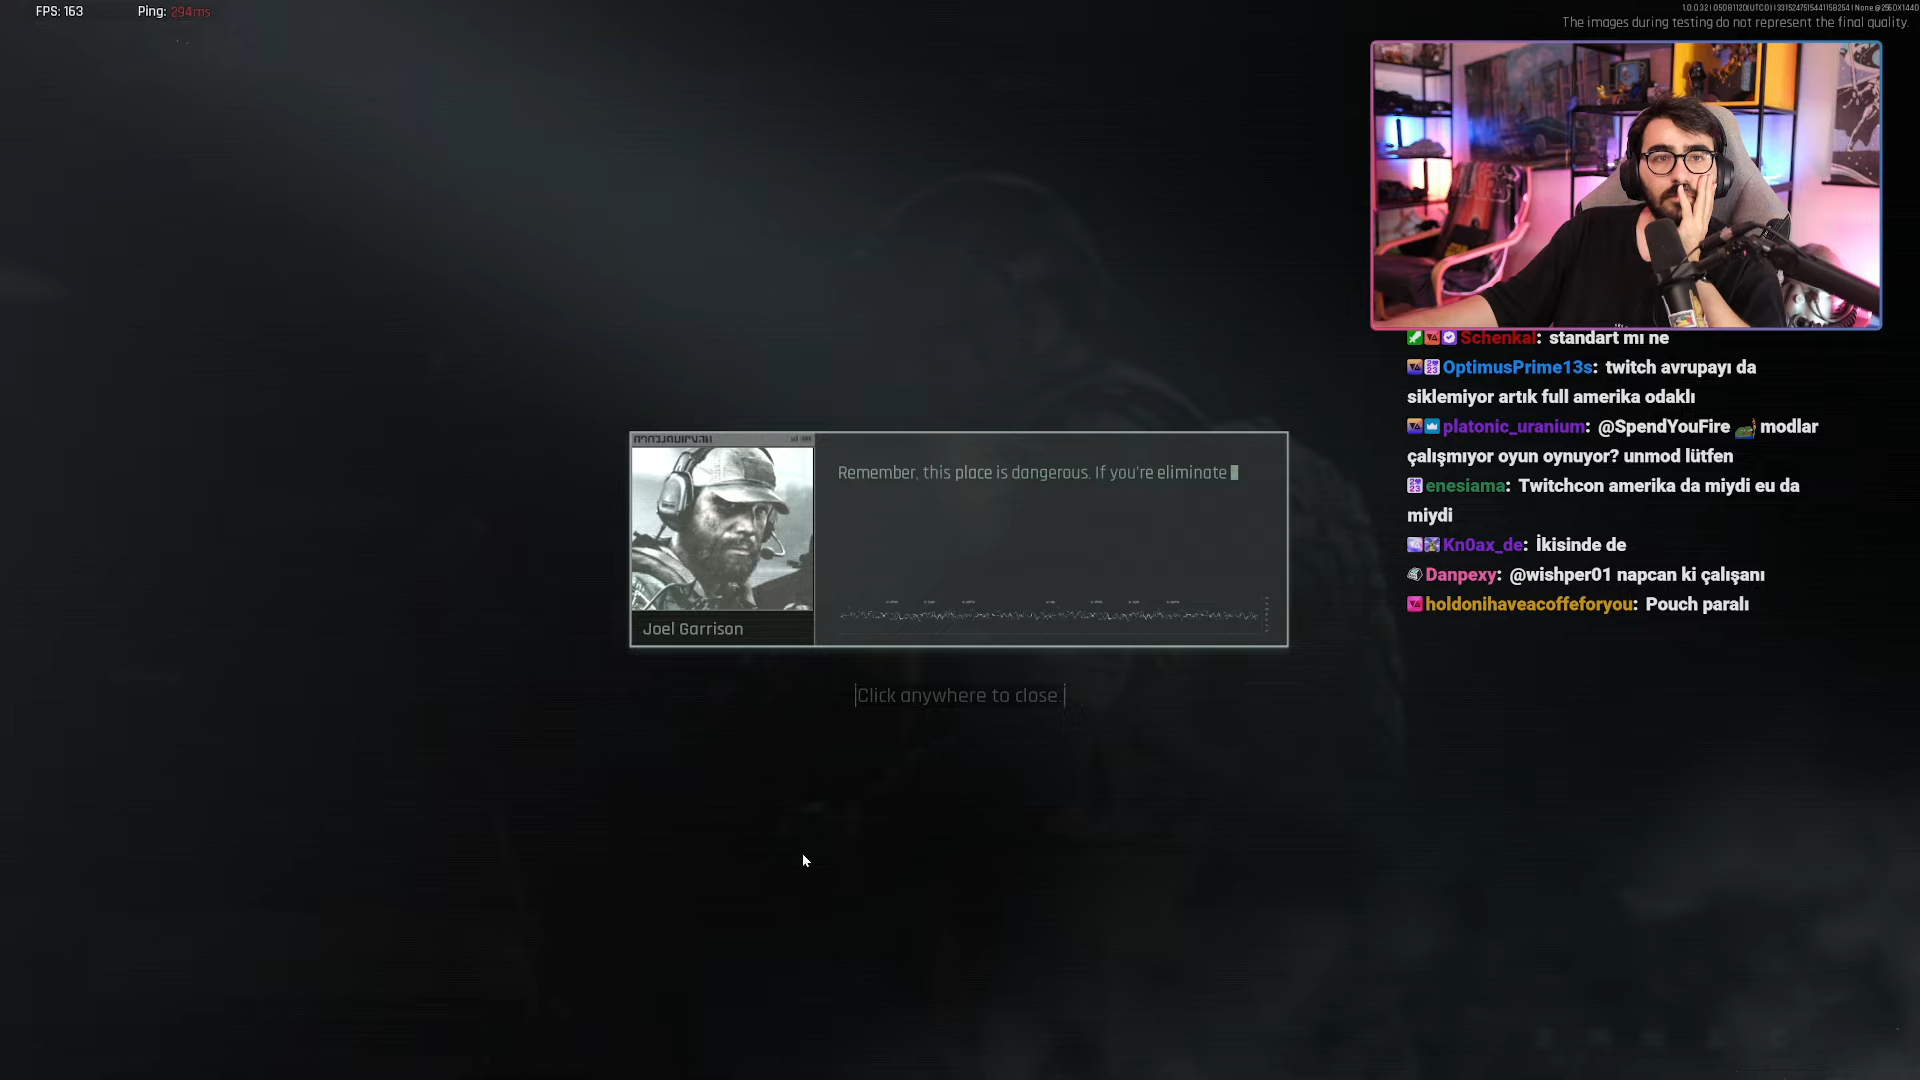 FPS: 163 Ping: 294ms
The images during testing do not represent the final quality.
Schenkal: standart mı ne
OptimusPrime13s: twitch avrupayı da
siklemiyor artık full amerika odaklı
platonic_uranium: @SpendYouFire modlar
çalışmıyor oyun oynuyor? unmod lütfen
enesiama: Twitchcon amerika da miydi eu da
miydi
Kn0ax_de: İkisinde de
Danpexy: @wishper01 napcan ki çalışanı
holdonihaveacoffeforyou: Pouch paralı
Remember, this place is dangerous. If you're eliminate
Joel Garrison
Click anywhere to close.